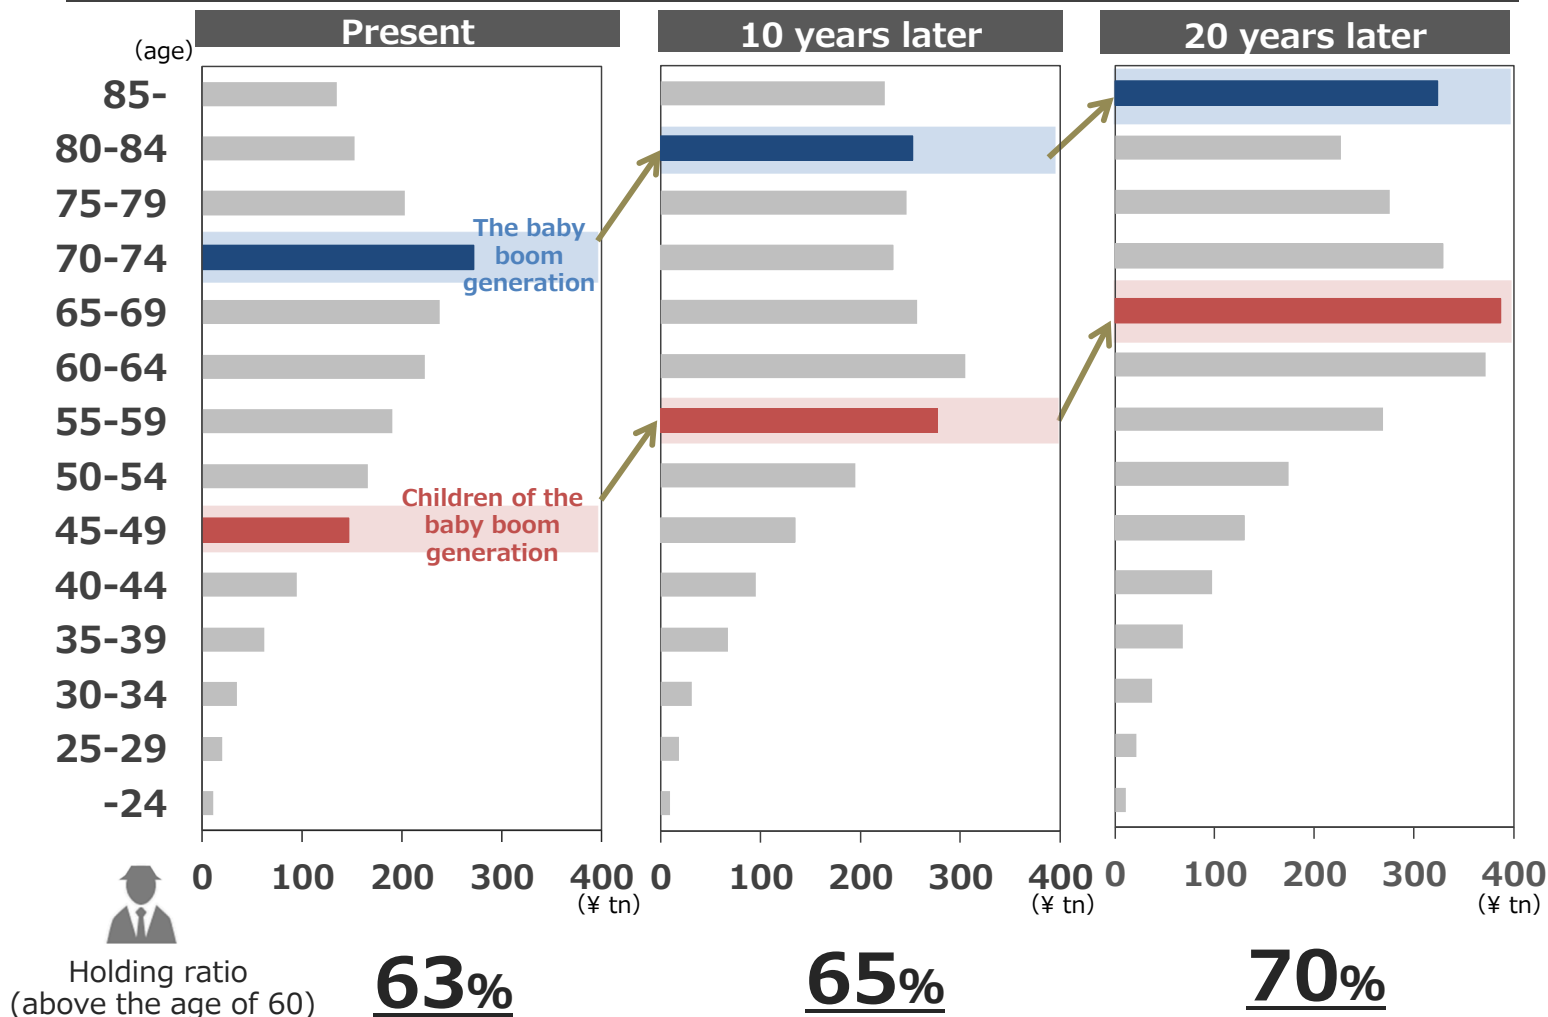 Present
10 years later
20 years later
(age)
85-
80-84
75-79
70-74
65-69
60-64
55-59
50-54
45-49
40-44
35-39
30-34
25-29
-24
The baby
boom
generation
Children of the
baby boom
generation
0 100 200 300 400
(¥ tn)
0 100 200 300 400
(¥ tn)
0 100 200 300 400
(¥ tn)
Holding ratio
(above the age of 60)
63%
65%
70%